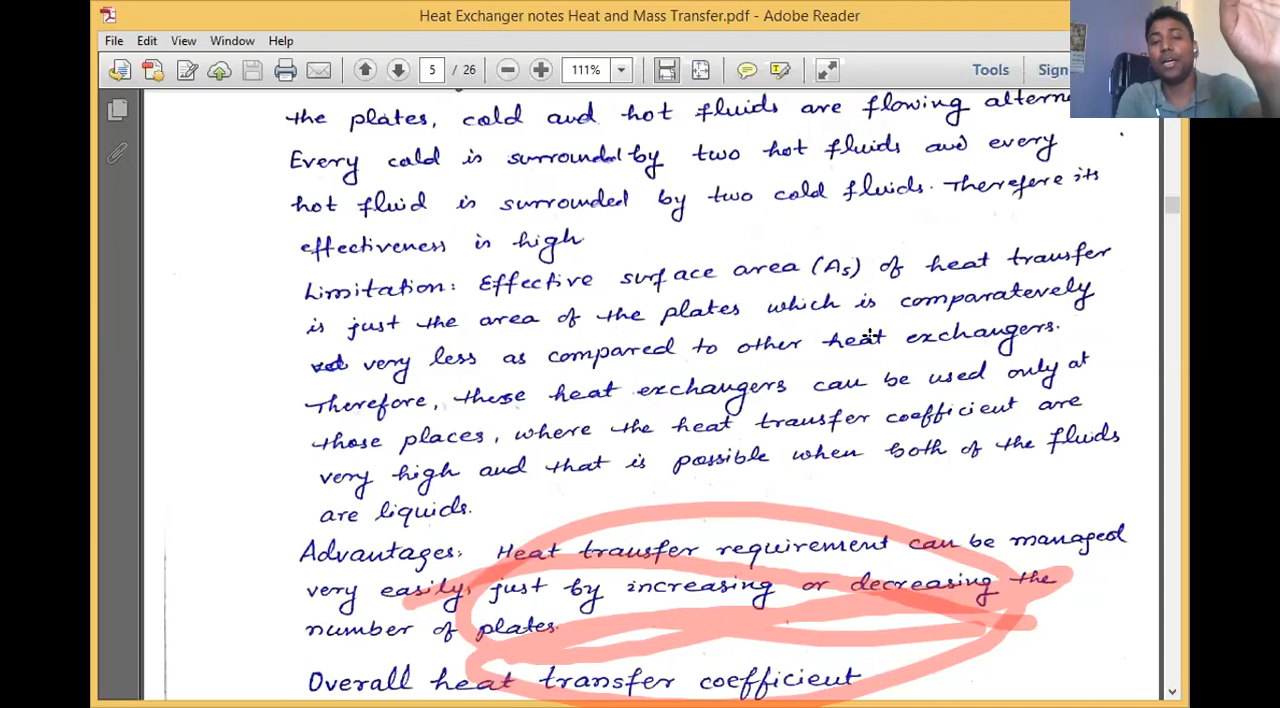 Heat Exchanger notes Heat and Mass Transfer.pdf - Adobe Reader
File Edit View Window Help
5 / 26 111% Tools Sign
the plates, cold and hot fluids are flowing altern
Every cold is surrounded by two hot fluids and every
hot fluid is surrounded by two cold fluids. Therefore its
effectiveness is high
Limitation: Effective surface area (As) of heat transfer
is just the area of the plates which is comparatevely
very less as compared to other heat exchangers.
Therefore, these heat exchangers can be used only at
those places, where the heat transfer coefficient are
very high and that is possible when both of the fluids
are liquids.
Advantages: Heat transfer requirement can be managed
very easily, just by increasing or decreasing the
number of plates.
Overall heat transfer coefficient